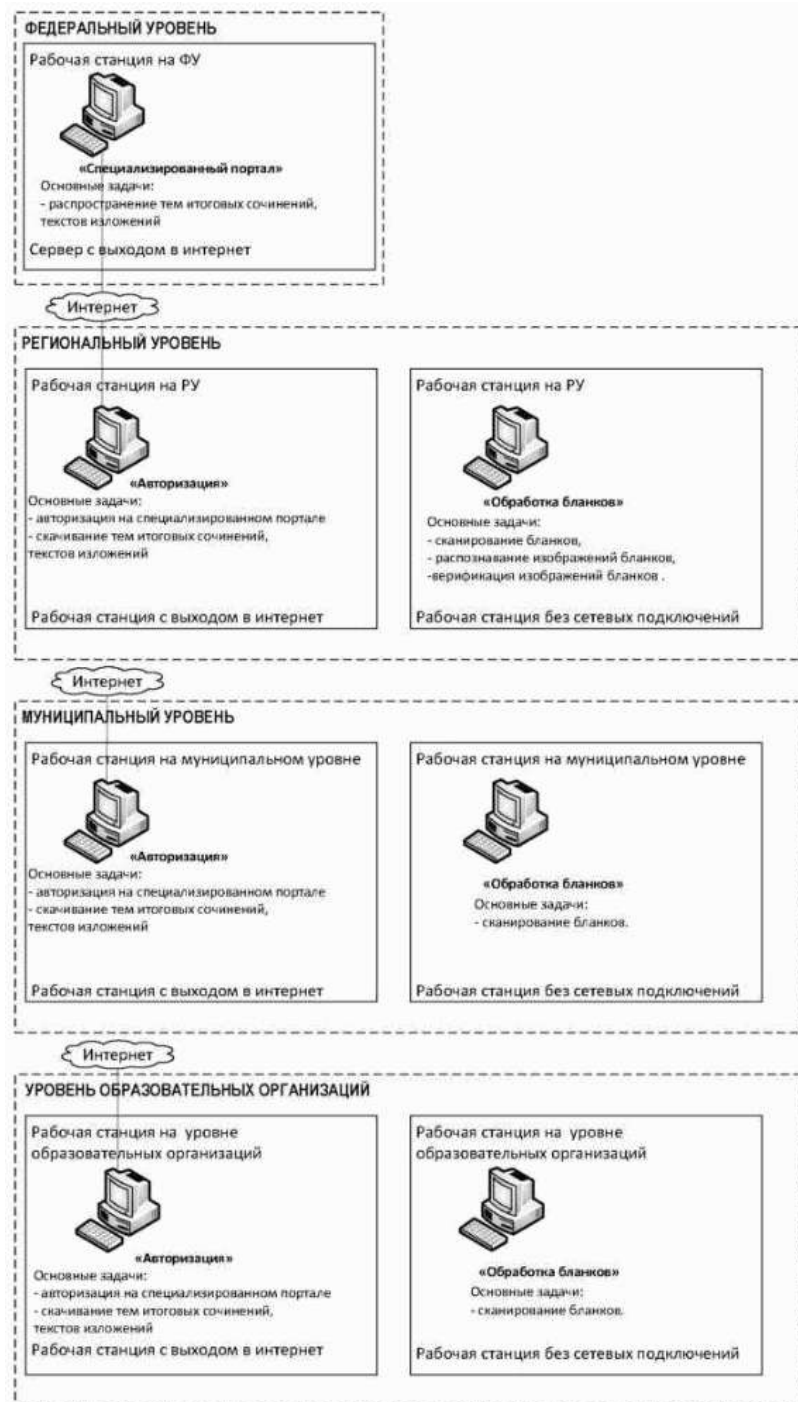 ФЕДЕРАЛЬНЫЙ УРОВЕНЬ
Рабочая станция на ФУ
«Специализированный портал»
Основные задачи:
- распространение тем итоговых сочинений,
текстов изложений
Сервер с выходом в интернет
Интернет
РЕГИОНАЛЬНЫЙ УРОВЕНЬ
Рабочая станция на РУ
«Авторизация»
Основные задачи:
- авторизация на специализированном портале
- скачивание тем итоговых сочинений,
текстов изложений
Рабочая станция с выходом в интернет
Рабочая станция на РУ
«Обработка бланков»
Основные задачи:
- сканирование бланков,
- распознавание изображений бланков,
-верификация изображений бланков .
Рабочая станция без сетевых подключений
Интернет
МУНИЦИПАЛЬНЫЙ УРОВЕНЬ
Рабочая станция на муниципальном уровне
«Авторизация»
Основные задачи:
- авторизация на специализированном портале
- скачивание тем итоговых сочинений,
текстов изложений
Рабочая станция с выходом в интернет
Рабочая станция на муниципальном уровне
«Обработка бланков»
Основные задачи:
- сканирование бланков.
Рабочая станция без сетевых подключений
Интернет
УРОВЕНЬ ОБРАЗОВАТЕЛЬНЫХ ОРГАНИЗАЦИЙ
Рабочая станция на уровне
образовательных организаций
«Авторизация»
Основные задачи:
- авторизация на специализированном портале
- скачивание тем итоговых сочинений,
текстов изложений
Рабочая станция с выходом в интернет
Рабочая станция на уровне
образовательных организаций
«Обработка бланков»
Основные задачи:
- сканирование бланков.
Рабочая станция без сетевых подключений